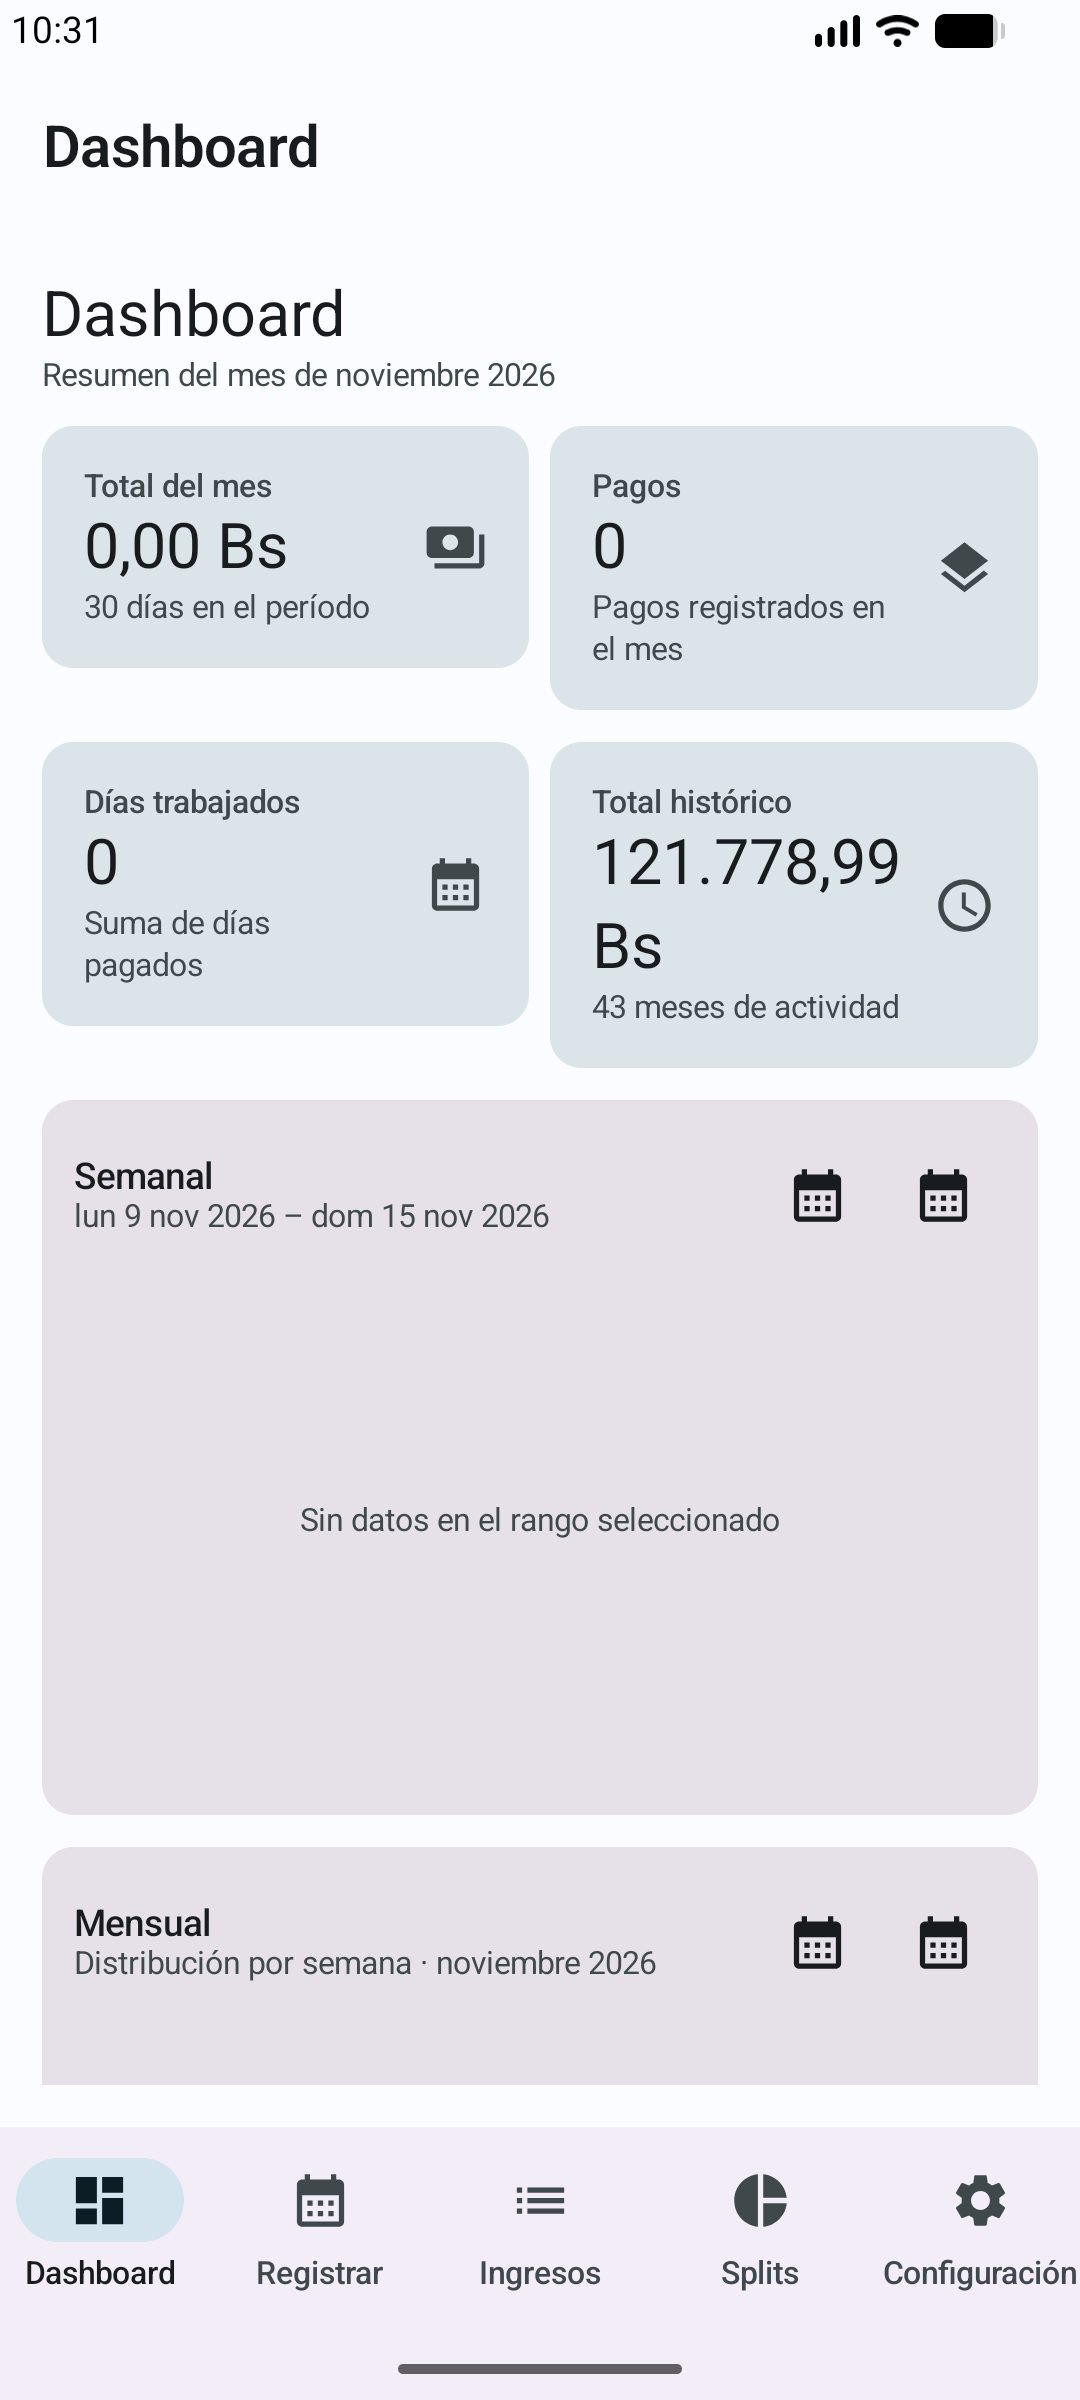 10:31
Dashboard
Dashboard
Resumen del mes de noviembre 2026
Total del mes
0,00 Bs
30 días en el período
Pagos
0
Pagos registrados en
el mes
Días trabajados
0
Suma de días
pagados
Total histórico
121.778,99
Bs
43 meses de actividad
Semanal
lun 9 nov 2026 – dom 15 nov 2026
Sin datos en el rango seleccionado
Mensual
Distribución por semana · noviembre 2026
Dashboard
Registrar
Ingresos
Splits
Configuración